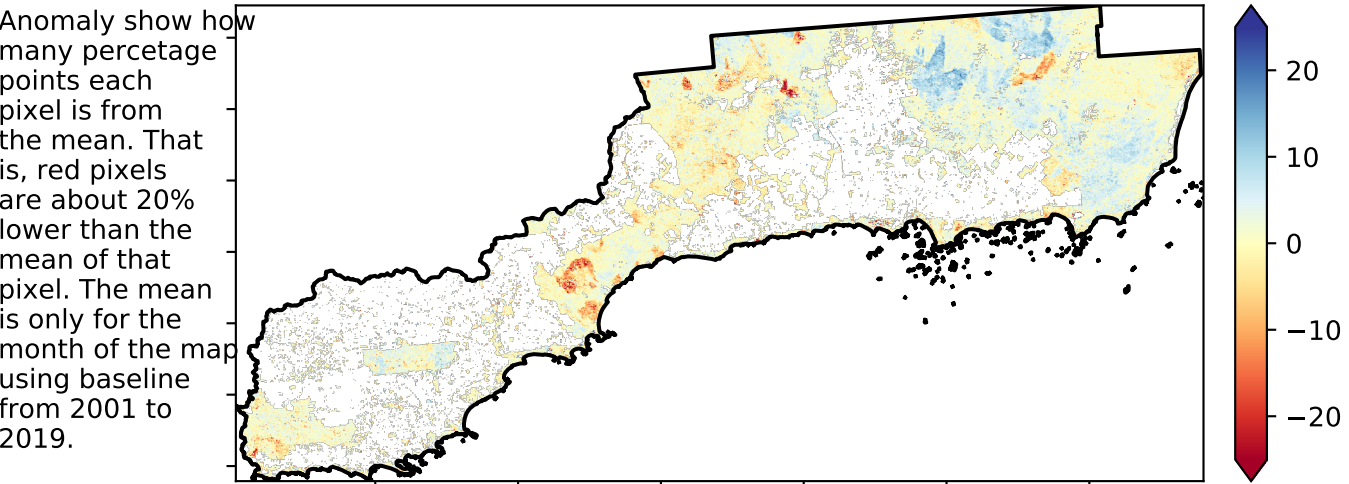 Anomaly show how
many percetage
points each
pixel is from
the mean. That
is, red pixels
are about 20%
lower than the
mean of that
pixel. The mean
is only for the
month of the map
using baseline
from 2001 to
2019.
20
10
0
−10
−20